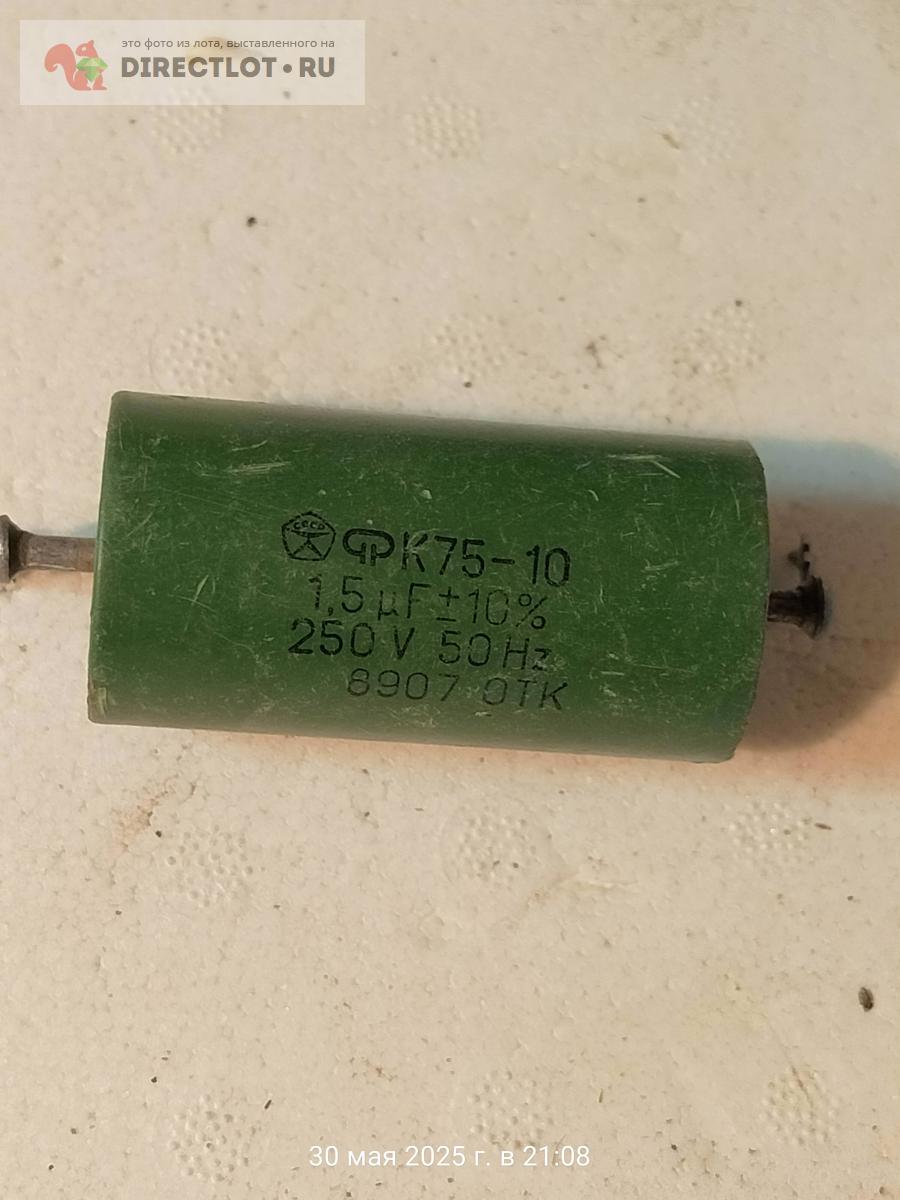 это фото из лота, выставленного на
DIRECTLOT•RU
СССР К75-10
1,5 µF ±10%
250 V 50 Hz
8907 ОТК
30 мая 2025 г. в 21:08